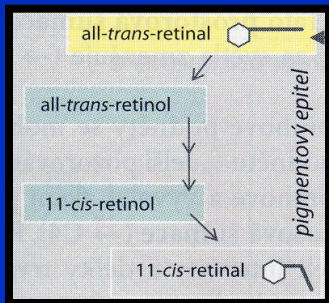 all-trans-retinal
all-trans-retinol
11-cis-retinol
11-cis-retinal
pigmentový epitel